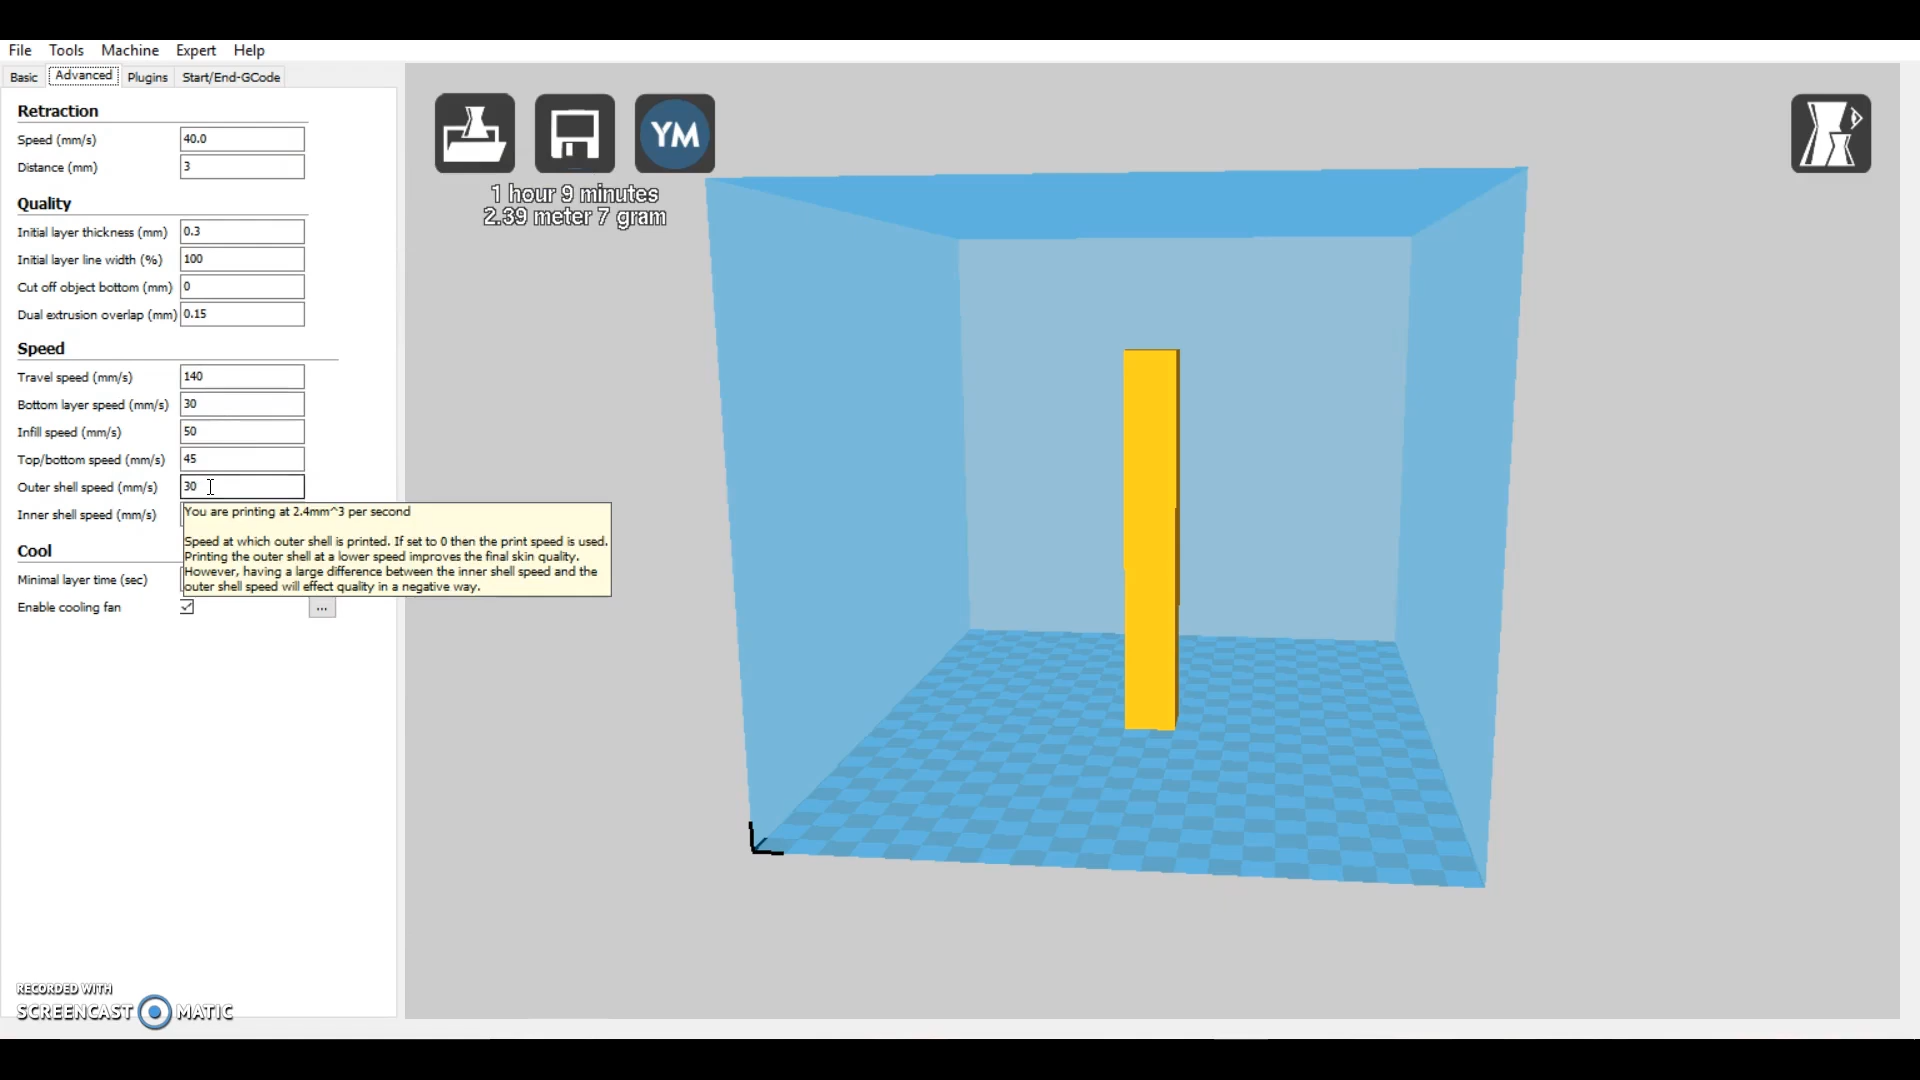 File Tools Machine Expert Help
Basic Advanced Plugins Start/End-GCode
Retraction
Speed (mm/s) 40.0
Distance (mm) 3
Quality
Initial layer thickness (mm) 0.3
Initial layer line width (%) 100
Cut off object bottom (mm) 0
Dual extrusion overlap (mm) 0.15
Speed
Travel speed (mm/s) 140
Bottom layer speed (mm/s) 30
Infill speed (mm/s) 50
Top/bottom speed (mm/s) 45
Outer shell speed (mm/s) 30
Inner shell speed (mm/s)
Cool
Minimal layer time (sec)
Enable cooling fan ...
You are printing at 2.4mm^3 per second
Speed at which outer shell is printed. If set to 0 then the print speed is used.
Printing the outer shell at a lower speed improves the final skin quality.
However, having a large difference between the inner shell speed and the
outer shell speed will effect quality in a negative way.
YM
1 hour 9 minutes
2.39 meter 7 gram
RECORDED WITH
SCREENCAST MATIC